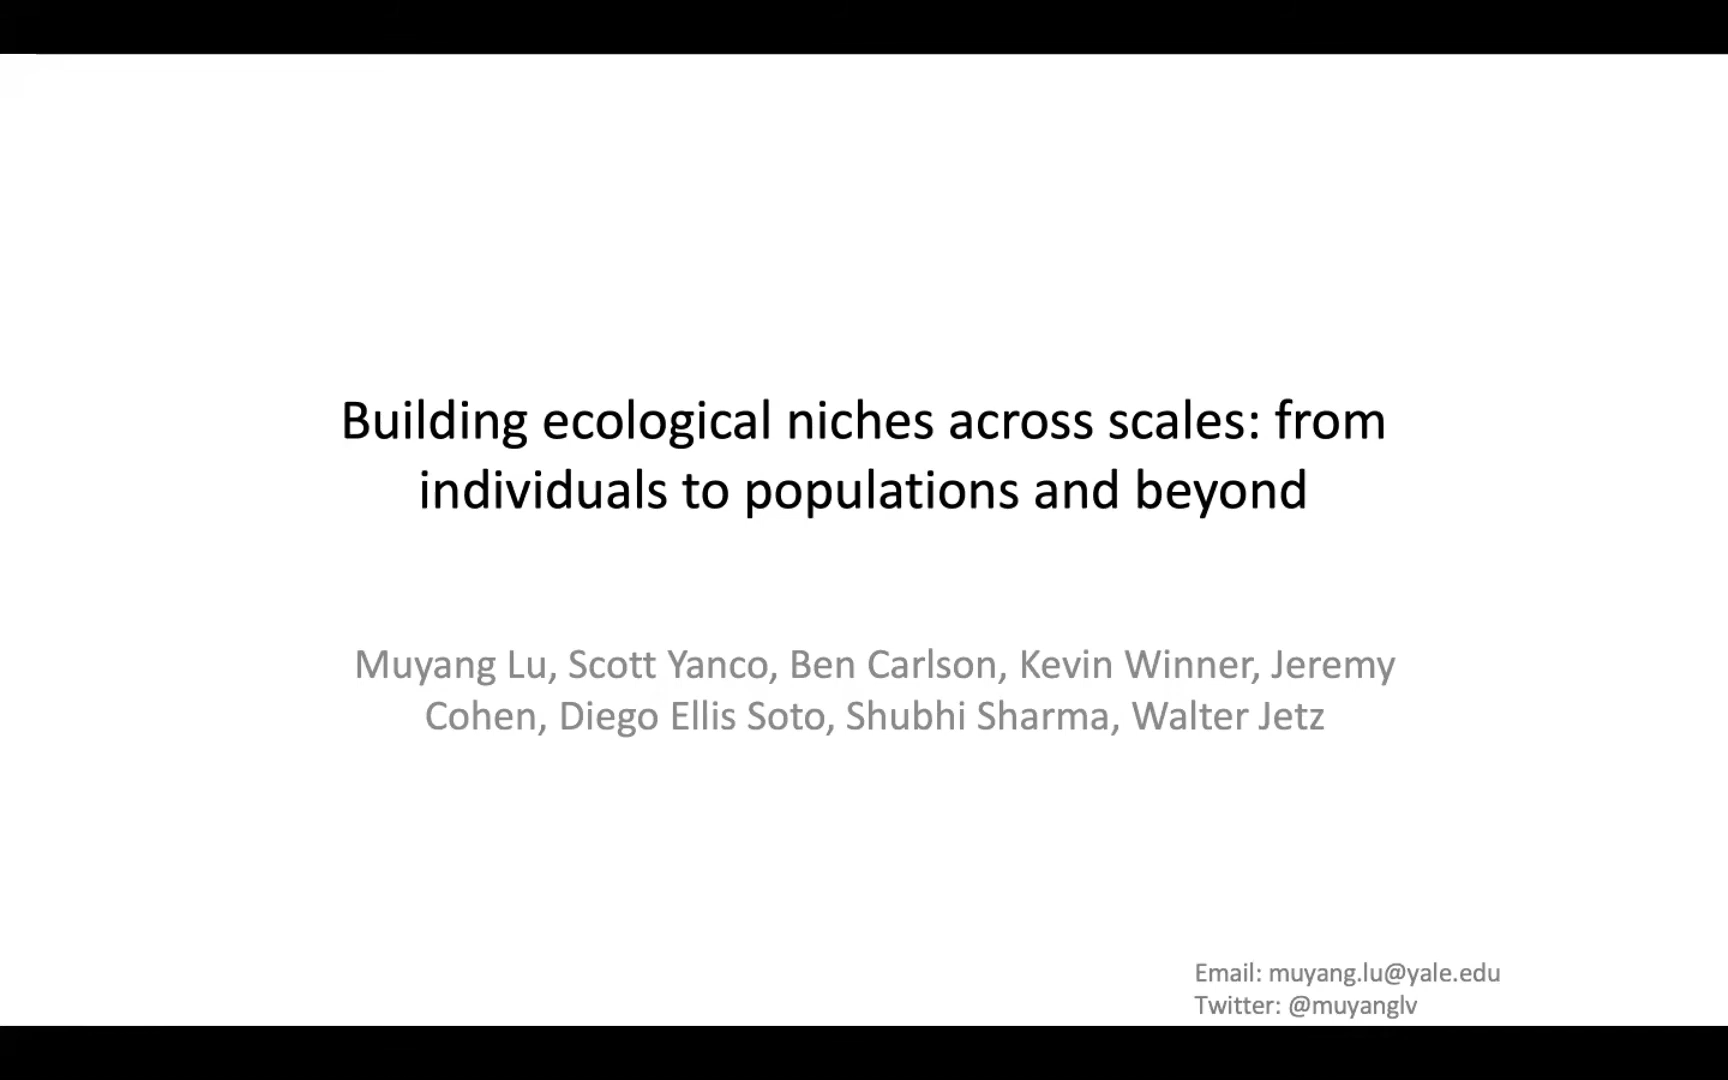 Building ecological niches across scales: from
individuals to populations and beyond
Muyang Lu, Scott Yanco, Ben Carlson, Kevin Winner, Jeremy
Cohen, Diego Ellis Soto, Shubhi Sharma, Walter Jetz
Email: muyang.lu@yale.edu
Twitter: @muyanglv